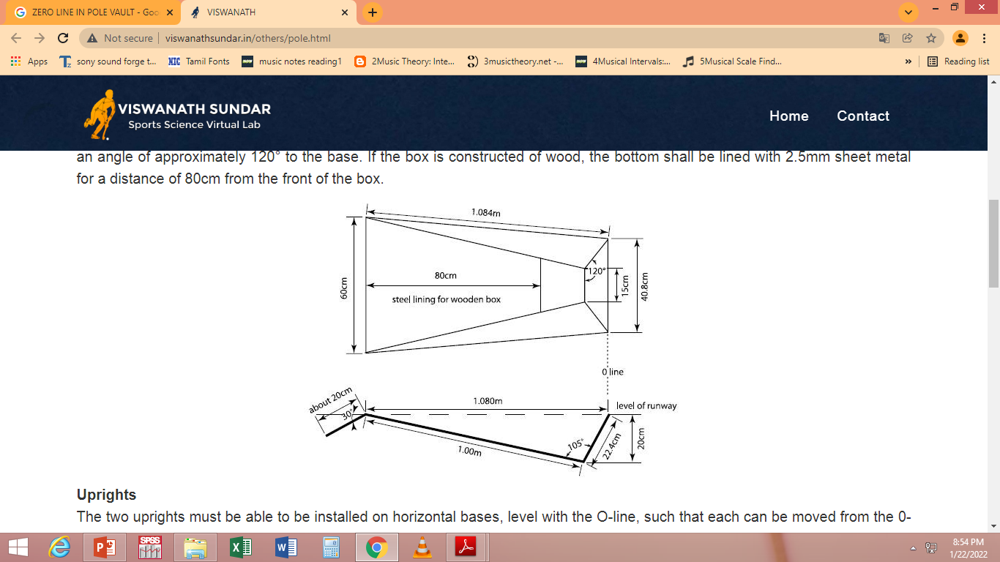 ZERO LINE IN POLE VAULT - Goo
VISWANATH
Not secure
viswanathsundar.in/others/pole.html
Apps
sony sound forge t...
NIC
Tamil Fonts
music notes reading1
2Music Theory: Inte...
3musictheory.net -...
4Musical Intervals:...
5Musical Scale Find...
»
Reading list
VISWANATH SUNDAR
Sports Science Virtual Lab
Home
Contact
an angle of approximately 120° to the base. If the box is constructed of wood, the bottom shall be lined with 2.5mm sheet metal
for a distance of 80cm from the front of the box.
1.084m
60cm
80cm
steel lining for wooden box
120°
15cm
40.8cm
0 line
about 20cm
30°
1.080m
level of runway
1.00m
105°
22.4cm
20cm
Uprights
The two uprights must be able to be installed on horizontal bases, level with the O-line, such that each can be moved from the 0-
SPSS
8:54 PM
1/22/2022